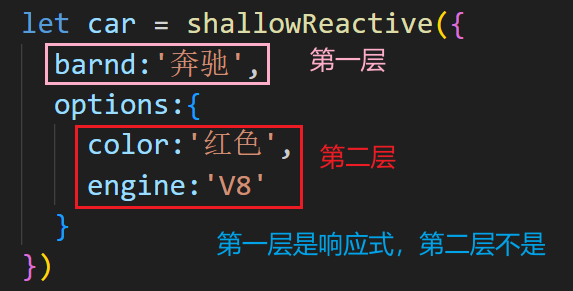 let car = shallowReactive({
barnd:'奔驰', 第一层
options:{
color:'红色',
engine:'V8' 第二层
}
第一层是响应式，第二层不是
})